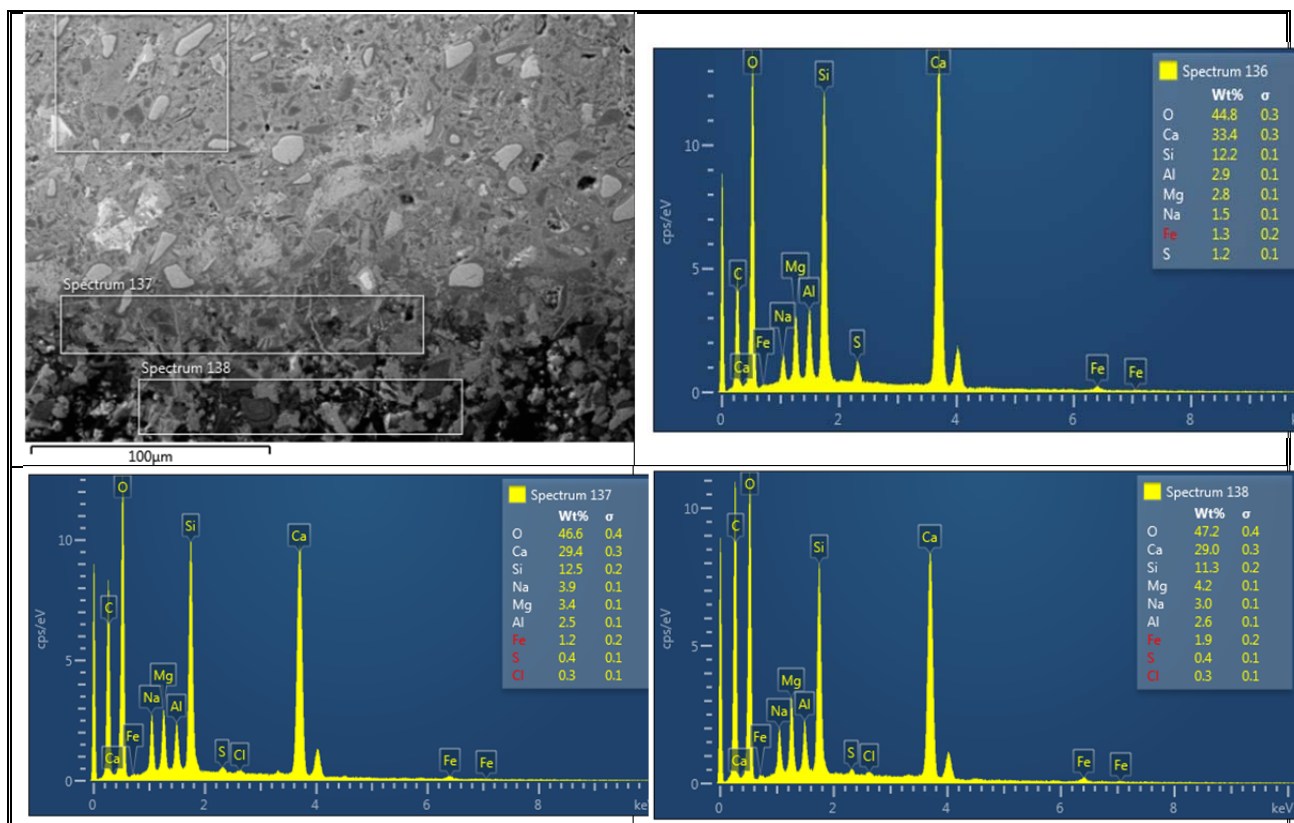 Spectrum 137
Spectrum 138
100µm
Spectrum 136
Wt% σ
O 44.8 0.3
Ca 33.4 0.3
Si 12.2 0.1
Al 2.9 0.1
Mg 2.8 0.1
Na 1.5 0.1
Fe 1.3 0.2
S 1.2 0.1
cps/eV
10
5
0
O
Si
Ca
C
Ca
Fe
Na
Mg
Al
S
Fe
Fe
0 2 4 6 8
Spectrum 137
Wt% σ
O 46.6 0.4
Ca 29.4 0.3
Si 12.5 0.2
Na 3.9 0.1
Mg 3.4 0.1
Al 2.5 0.1
Fe 1.2 0.2
S 0.4 0.1
Cl 0.3 0.1
cps/eV
10
5
0
O
Si
Ca
C
Ca
Fe
Na
Mg
Al
S
Cl
Fe
Fe
0 2 4 6 8 keV
Spectrum 138
Wt% σ
O 47.2 0.4
Ca 29.0 0.3
Si 11.3 0.2
Mg 4.2 0.1
Na 3.0 0.1
Al 2.6 0.1
Fe 1.9 0.2
S 0.4 0.1
Cl 0.3 0.1
cps/eV
10
5
0
C
O
Si
Ca
Ca
Fe
Na
Mg
Al
S
Cl
Fe
Fe
0 2 4 6 8 keV